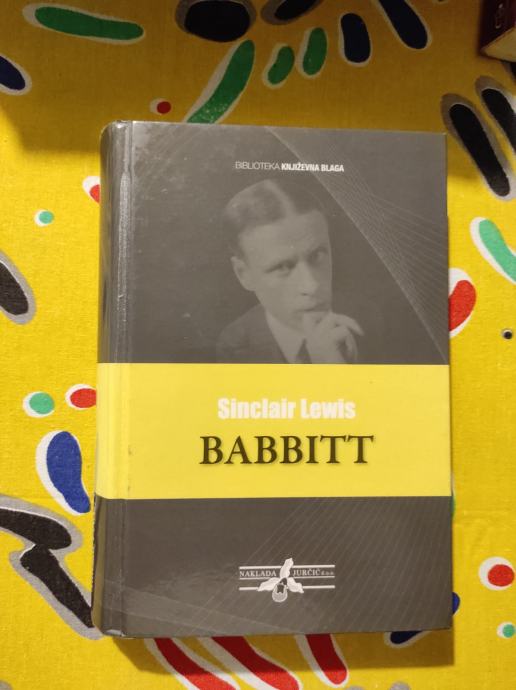 BIBLIOTEKA KNJIŽEVNA BLAGA
Sinclair Lewis
BABBITT
NAKLADA JURČIĆ d.o.o.